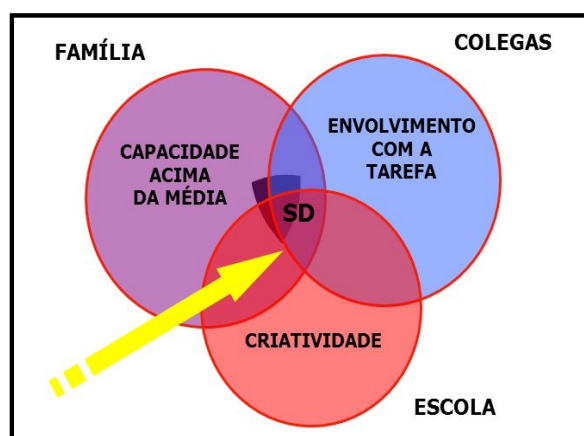 FAMÍLIA
COLEGAS
CAPACIDADE
ACIMA
DA MÉDIA
ENVOLVIMENTO
COM A
TAREFA
SD
CRIATIVIDADE
ESCOLA